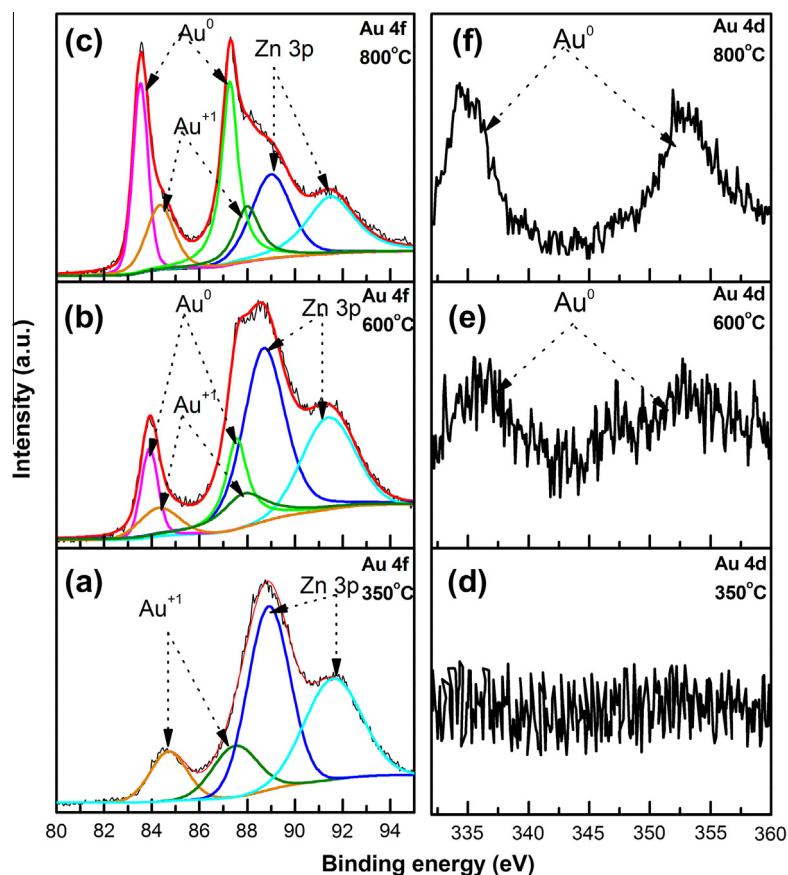 (c)
Au⁰
Au 4f
800°C
Zn 3p
Au⁺¹
(f)
Au⁰
Au 4d
800°C
(b)
Au⁰
Au 4f
600°C
Zn 3p
Au⁺¹
(e)
Au⁰
Au 4d
600°C
(a)
Au 4f
350°C
Zn 3p
Au⁺¹
(d)
Au 4d
350°C
Intensity (a.u.)
80 82 84 86 88 90 92 94
335 340 345 350 355 360
Binding energy (eV)